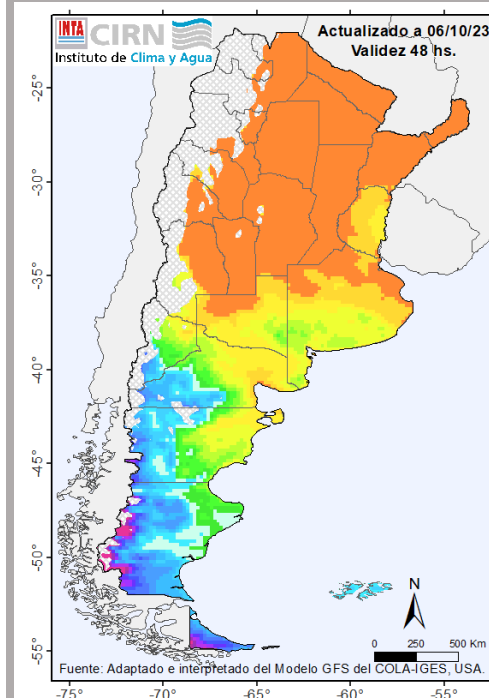 INTA CIRN
Instituto de Clima y Agua
Actualizado a 06/10/23
Validez 48 hs.
-25°
-30°
-35°
-40°
-45°
-50°
-55°
N
0 250 500 Km
Fuente: Adaptado e interpretado del Modelo GFS del COLA-IGES, USA.
-75° -70° -65° -60° -55°